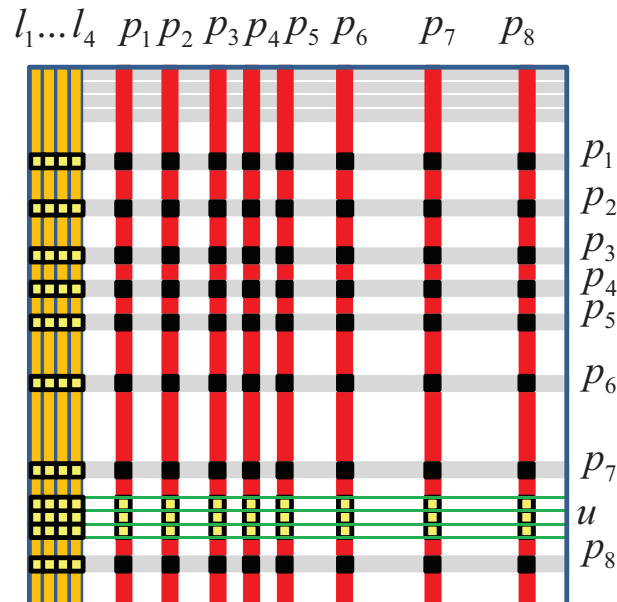 l₁...l₄ p₁ p₂ p₃ p₄ p₅ p₆ p₇ p₈
p₁
p₂
p₃
p₄
p₅
p₆
p₇
u
p₈